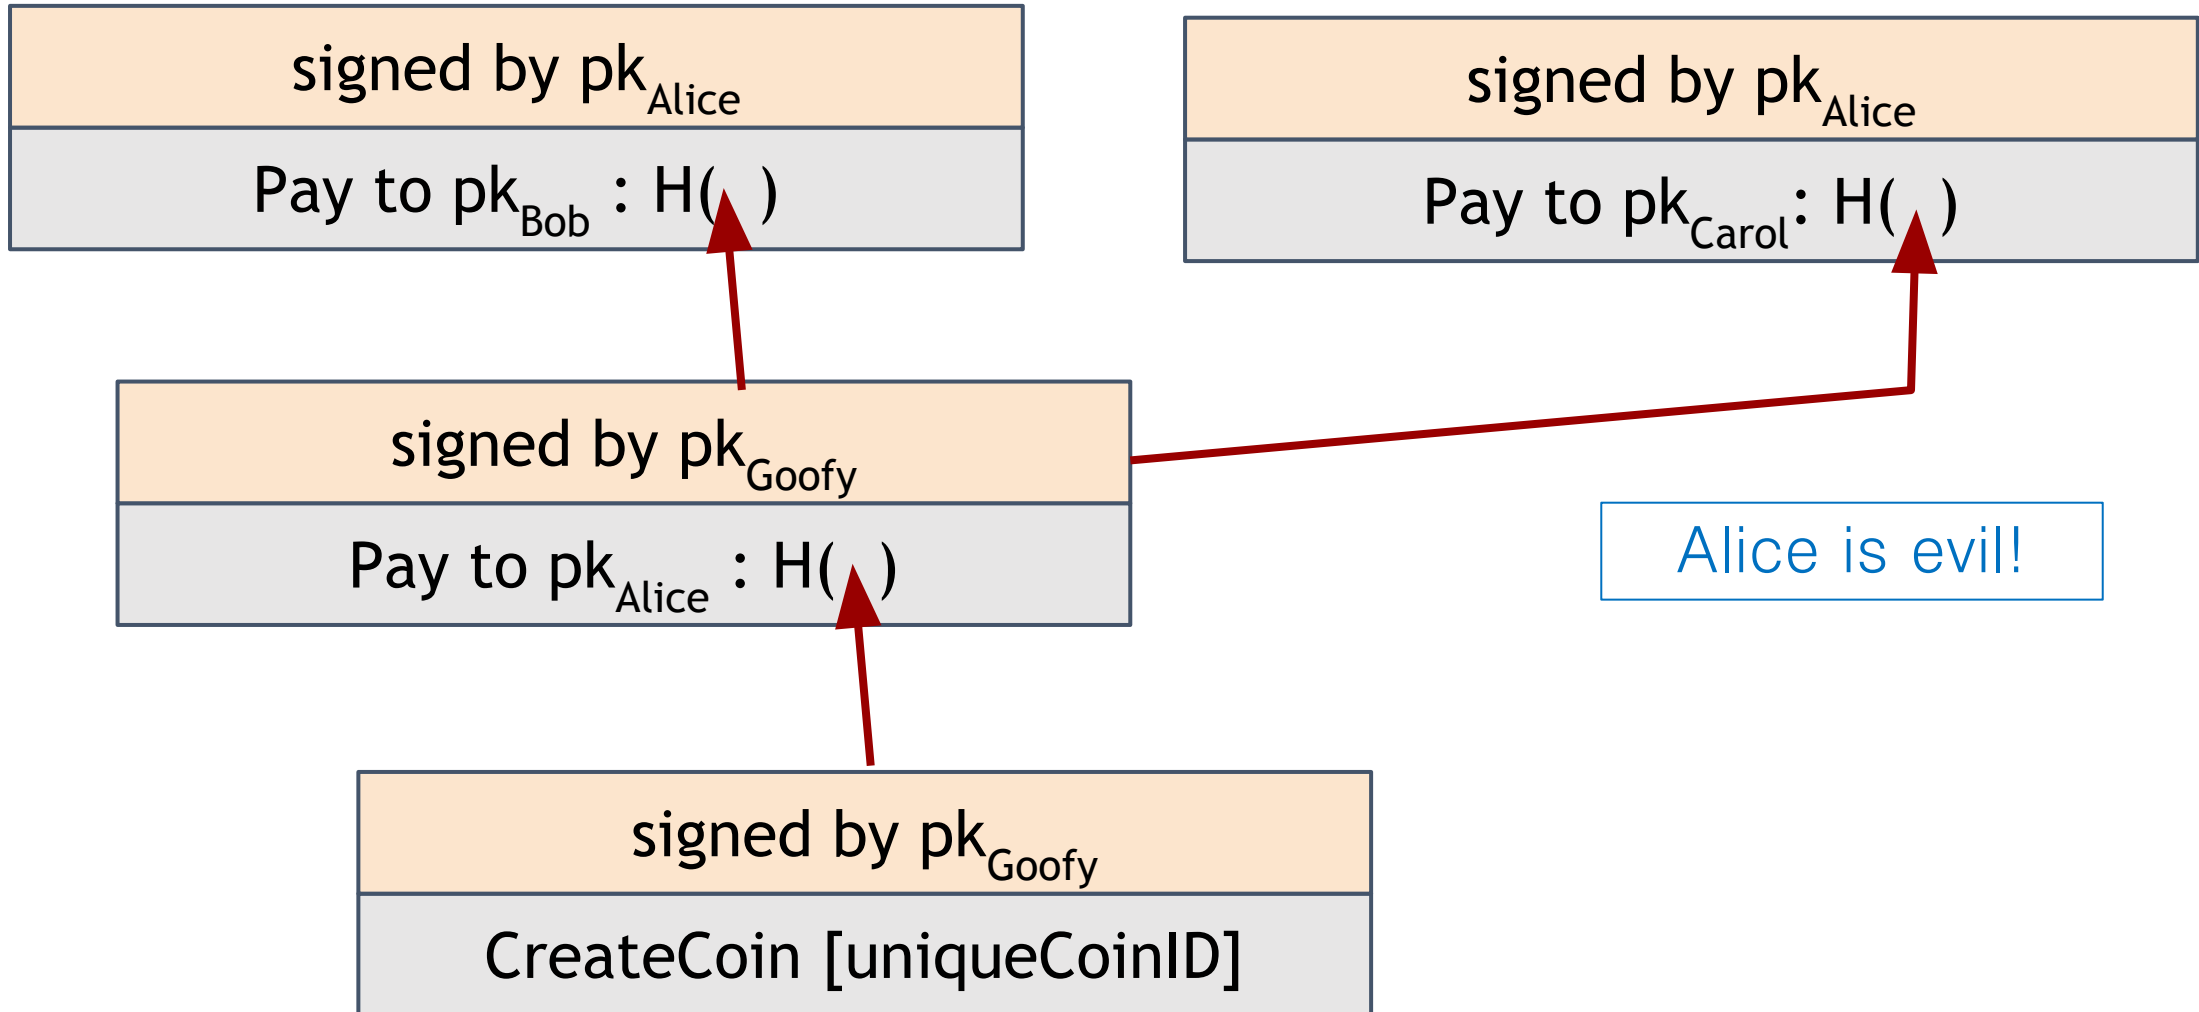 signed by pkAlice
Pay to pkBob : H( )
signed by pkAlice
Pay to pkCarol: H( )
signed by pkGoofy
Pay to pkAlice : H( )
Alice is evil!
signed by pkGoofy
CreateCoin [uniqueCoinID]